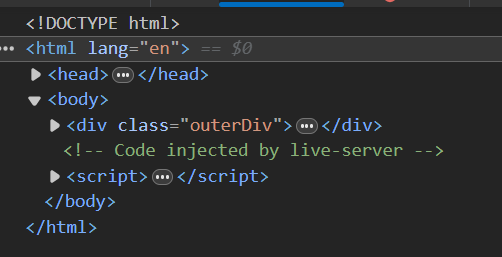 <!DOCTYPE html>
••• <html lang="en"> == $0
▶ <head> ••• </head>
▼ <body>
▶ <div class="outerDiv"> ••• </div>
<!-- Code injected by live-server -->
▶ <script> ••• </script>
</body>
</html>